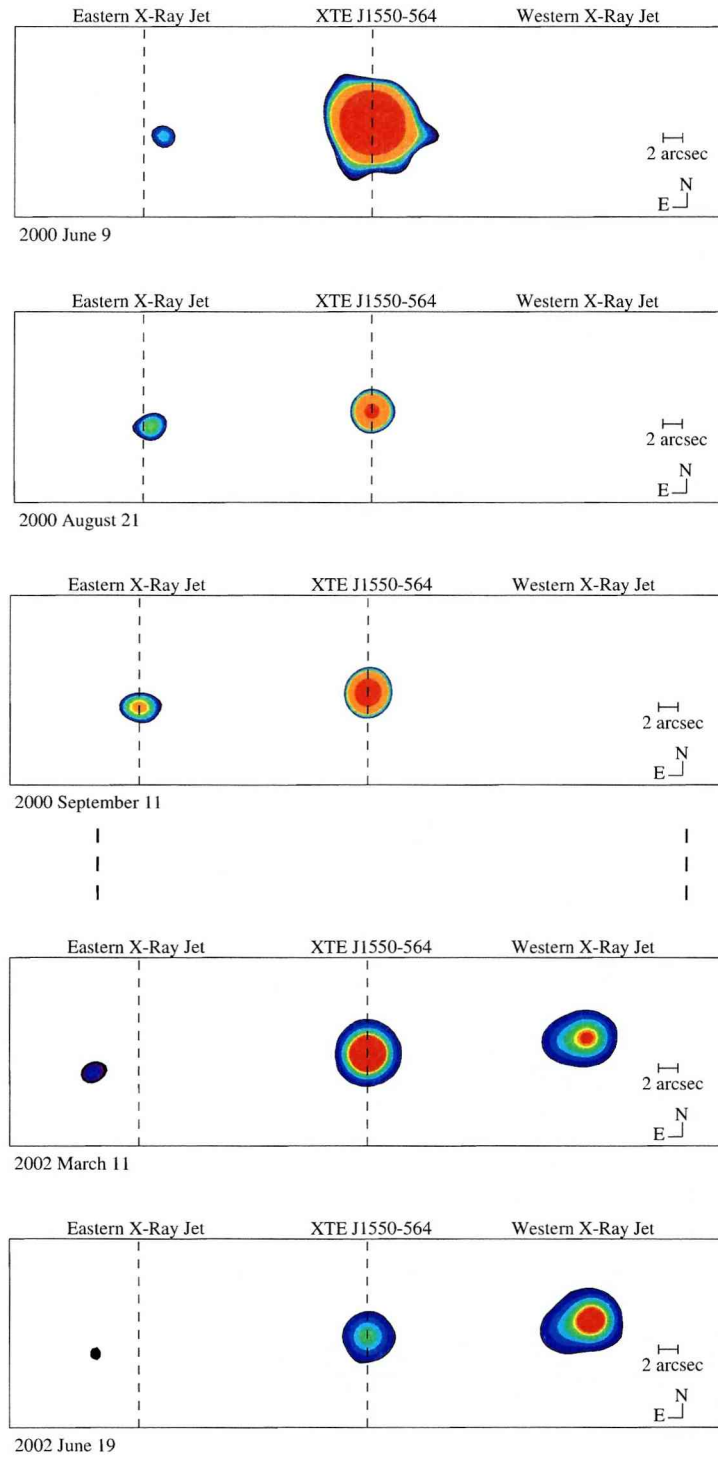 Eastern X-Ray Jet XTE J1550-564 Western X-Ray Jet
2 arcsec
N
E
2000 June 9
Eastern X-Ray Jet XTE J1550-564 Western X-Ray Jet
2 arcsec
N
E
2000 August 21
Eastern X-Ray Jet XTE J1550-564 Western X-Ray Jet
2 arcsec
N
E
2000 September 11
Eastern X-Ray Jet XTE J1550-564 Western X-Ray Jet
2 arcsec
N
E
2002 March 11
Eastern X-Ray Jet XTE J1550-564 Western X-Ray Jet
2 arcsec
N
E
2002 June 19